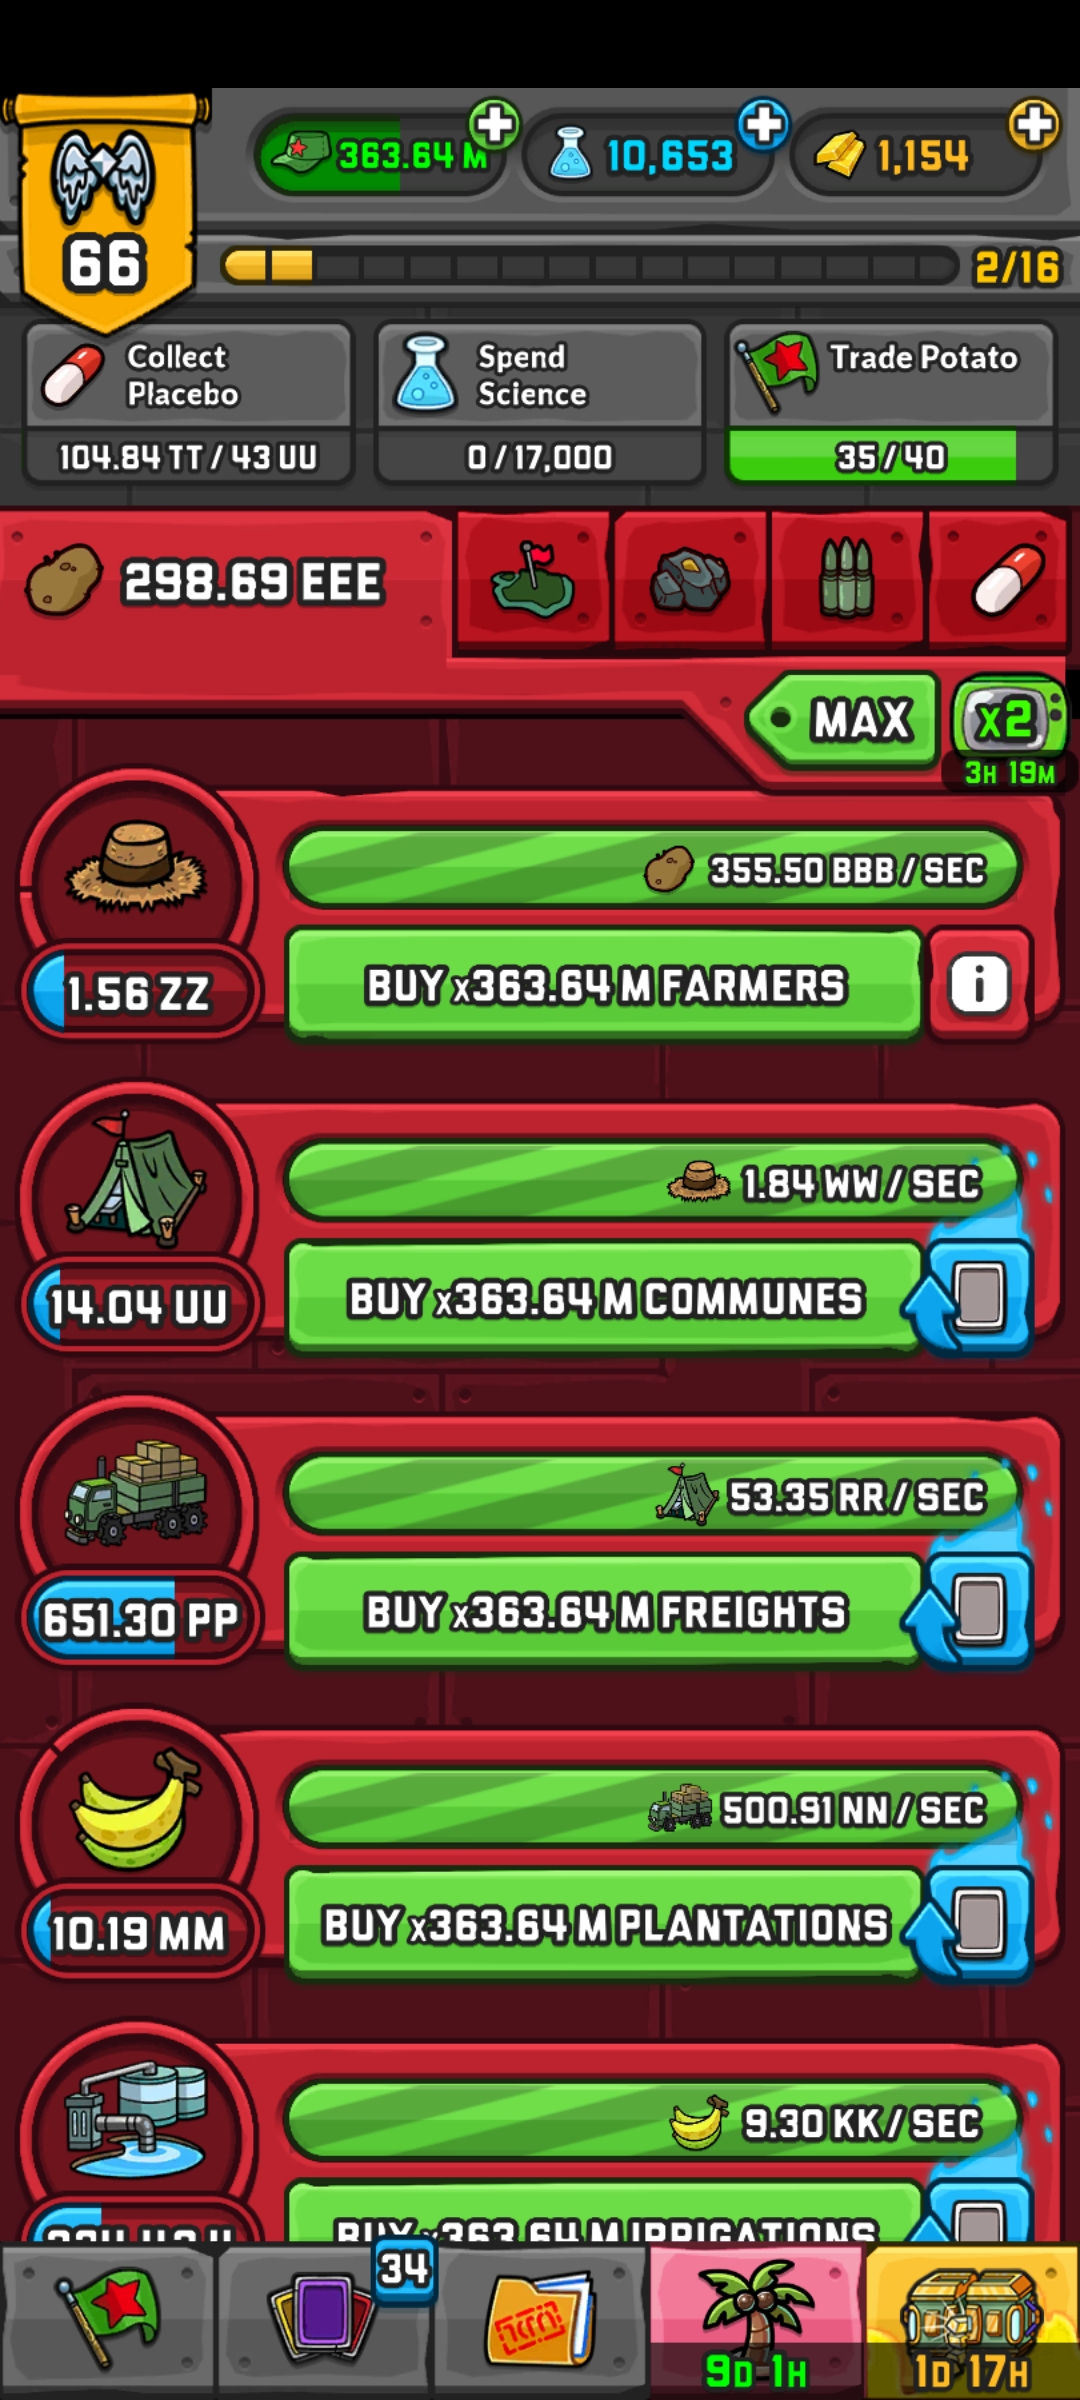 363.64 M
10,653
1,154
66
2/16
Collect
Placebo
104.84 TT / 43 UU
Spend
Science
0 / 17,000
Trade Potato
35 / 40
298.69 EEE
MAX
x2
3H 19M
355.50 BBB / SEC
1.56 ZZ
BUY x363.64 M FARMERS
i
1.84 WW / SEC
14.04 UU
BUY x363.64 M COMMUNES
53.35 RR / SEC
651.30 PP
BUY x363.64 M FREIGHTS
500.91 NN / SEC
10.19 MM
BUY x363.64 M PLANTATIONS
9.30 KK / SEC
BUY x363.64 M IRRIGATIONS
34
9D 1H
1D 17H